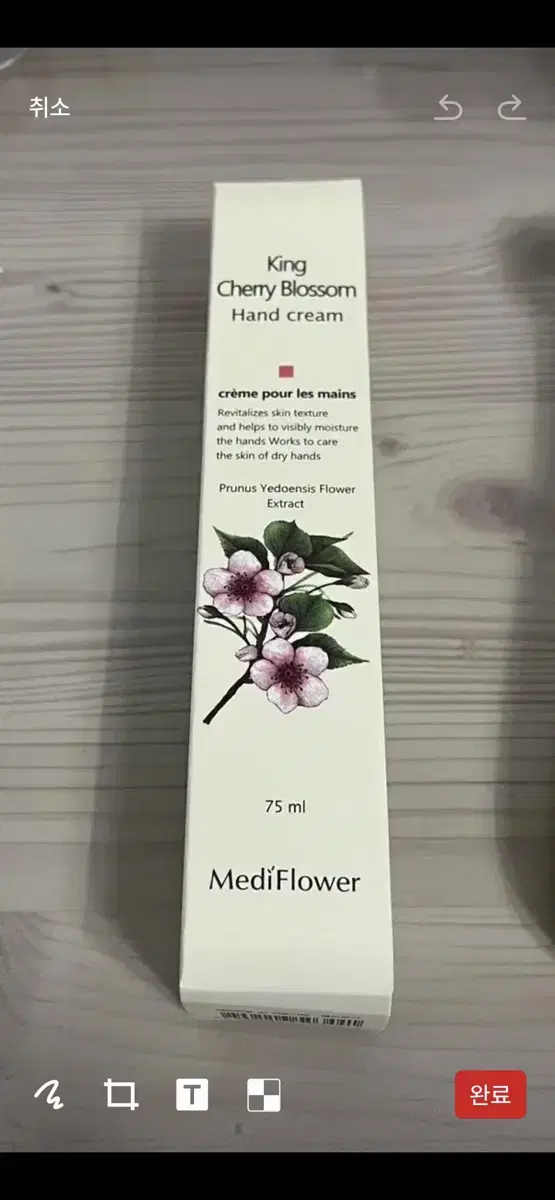 취소
King
Cherry Blossom
Hand cream
crème pour les mains
Revitalizes skin texture
and helps to visibly moisture
the hands Works to care
the skin of dry hands
Prunus Yedoensis Flower
Extract
75 ml
MediFlower
T
완료